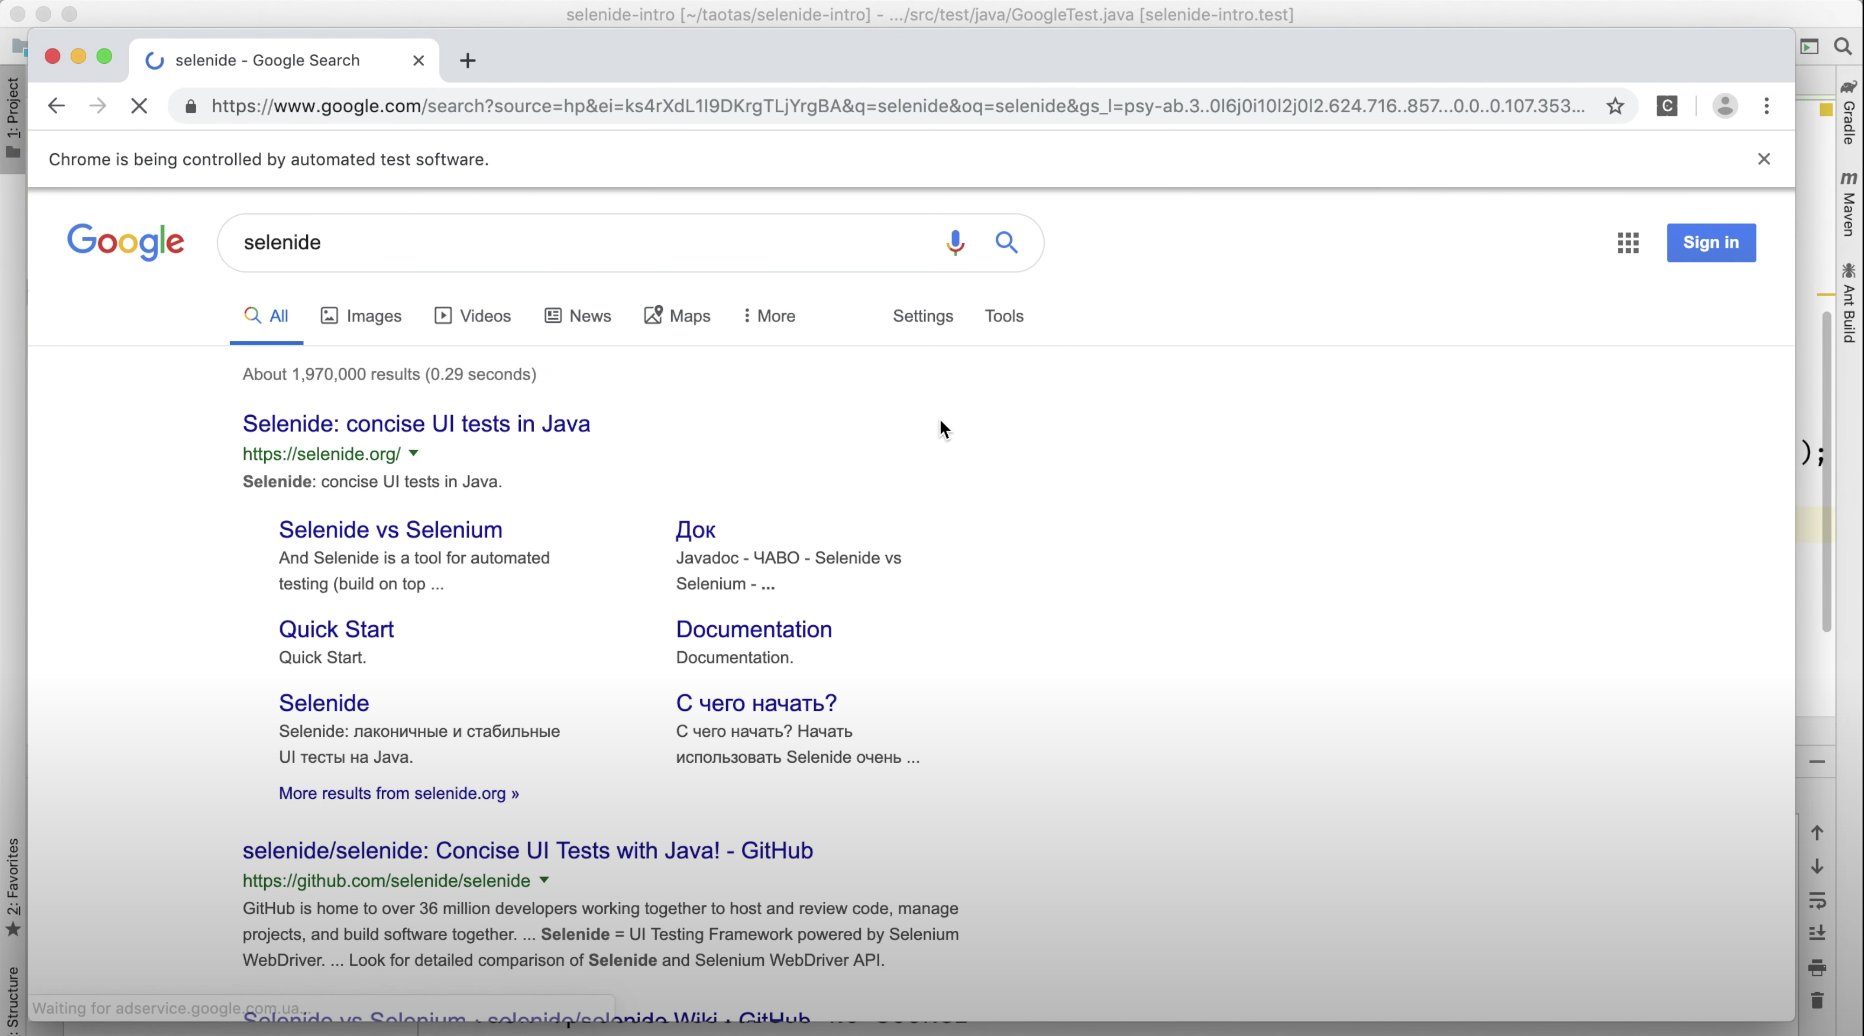 selenide-intro [~/taotas/selenide-intro] - .../src/test/java/GoogleTest.java [selenide-intro.test]
selenide - Google Search
https://www.google.com/search?source=hp&ei=ks4rXdL1I9DKrgTLjYrgBA&q=selenide&oq=selenide&gs_l=psy-ab.3..0l6j0i10l2j0l2.624.716..857...0.0..0.107.353...
Chrome is being controlled by automated test software.
Google
selenide
Sign in
All
Images
Videos
News
Maps
More
Settings
Tools
About 1,970,000 results (0.29 seconds)
Selenide: concise UI tests in Java
https://selenide.org/
Selenide: concise UI tests in Java.
Selenide vs Selenium
And Selenide is a tool for automated
testing (build on top ...
Док
Javadoc - ЧАВО - Selenide vs
Selenium - ...
Quick Start
Quick Start.
Documentation
Documentation.
Selenide
Selenide: лаконичные и стабильные
UI тесты на Java.
С чего начать?
С чего начать? Начать
использовать Selenide очень ...
More results from selenide.org »
selenide/selenide: Concise UI Tests with Java! - GitHub
https://github.com/selenide/selenide
GitHub is home to over 36 million developers working together to host and review code, manage
projects, and build software together. ... Selenide = UI Testing Framework powered by Selenium
WebDriver. ... Look for detailed comparison of Selenide and Selenium WebDriver API.
Waiting for adservice.google.com.ua...
Selenide vs Selenium · selenide/selenide Wiki · GitHub
1: Project
2: Favorites
: Structure
Gradle
m Maven
Ant Build
);
C